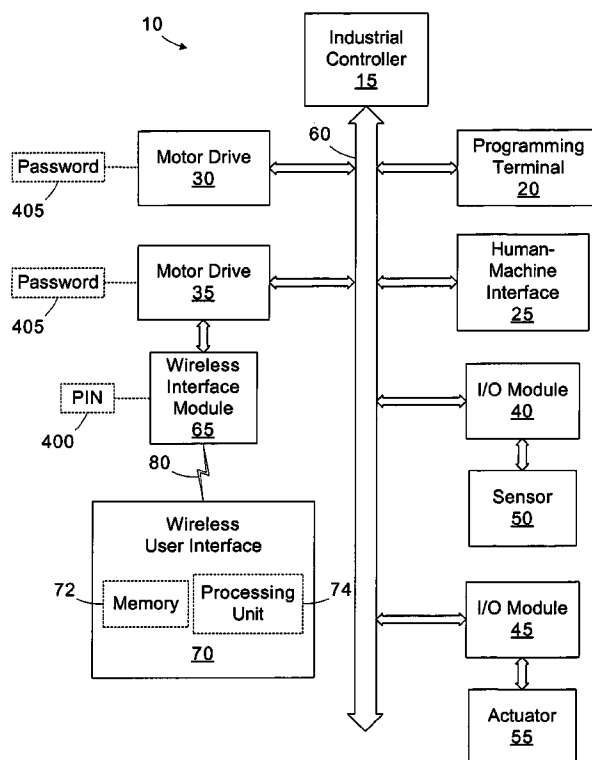 10
Industrial
Controller
15
60
Password
405
Motor Drive
30
Programming
Terminal
20
Password
405
Motor Drive
35
Human-
Machine
Interface
25
PIN
400
Wireless
Interface
Module
65
I/O Module
40
80
Sensor
50
Wireless
User Interface
72
Memory
Processing
Unit
74
70
I/O Module
45
Actuator
55